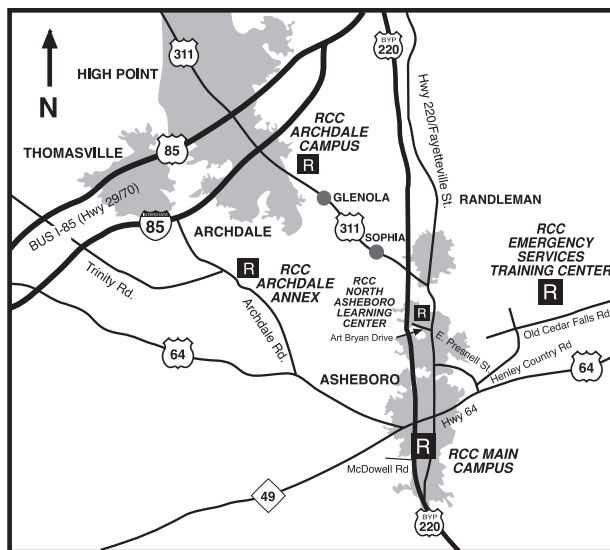 BYP
220
311
HIGH POINT
N
Hwy 220/Fayetteville St.
RCC
ARCHDALE
CAMPUS
R
THOMASVILLE
85
GLENOLA
RANDLEMAN
BUS I-85 (Hwy 29/70)
311
INTERSTATE
85
ARCHDALE
SOPHIA
RCC
EMERGENCY
SERVICES
TRAINING CENTER
R
Trinity Rd.
R
RCC
ARCHDALE
ANNEX
RCC
NORTH
ASHEBORO
LEARNING
CENTER
R
Art Bryan Drive
Old Cedar Falls Rd.
E. Presnell St.
Archdale Rd.
Henley Country Rd
64
64
ASHEBORO
Hwy 64
R
RCC MAIN
CAMPUS
McDowell Rd
49
BYP
220